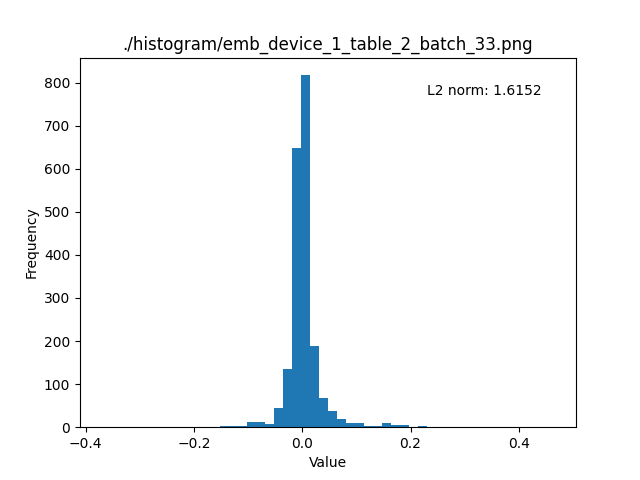 ./histogram/emb_device_1_table_2_batch_33.png
L2 norm: 1.6152
800
700
600
500
400
300
200
100
0
Frequency
−0.4 −0.2 0.0 0.2 0.4
Value